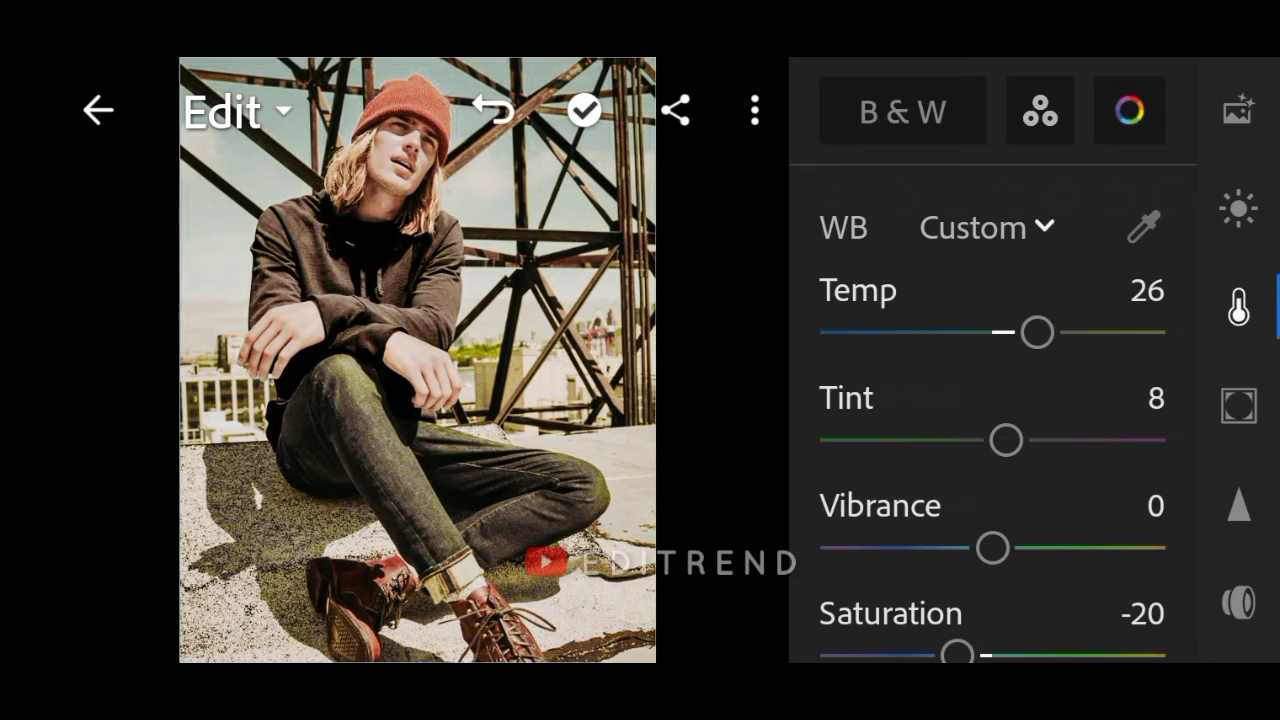 Edit
B & W
WB Custom
Temp 26
Tint 8
Vibrance 0
EDITREND
Saturation -20